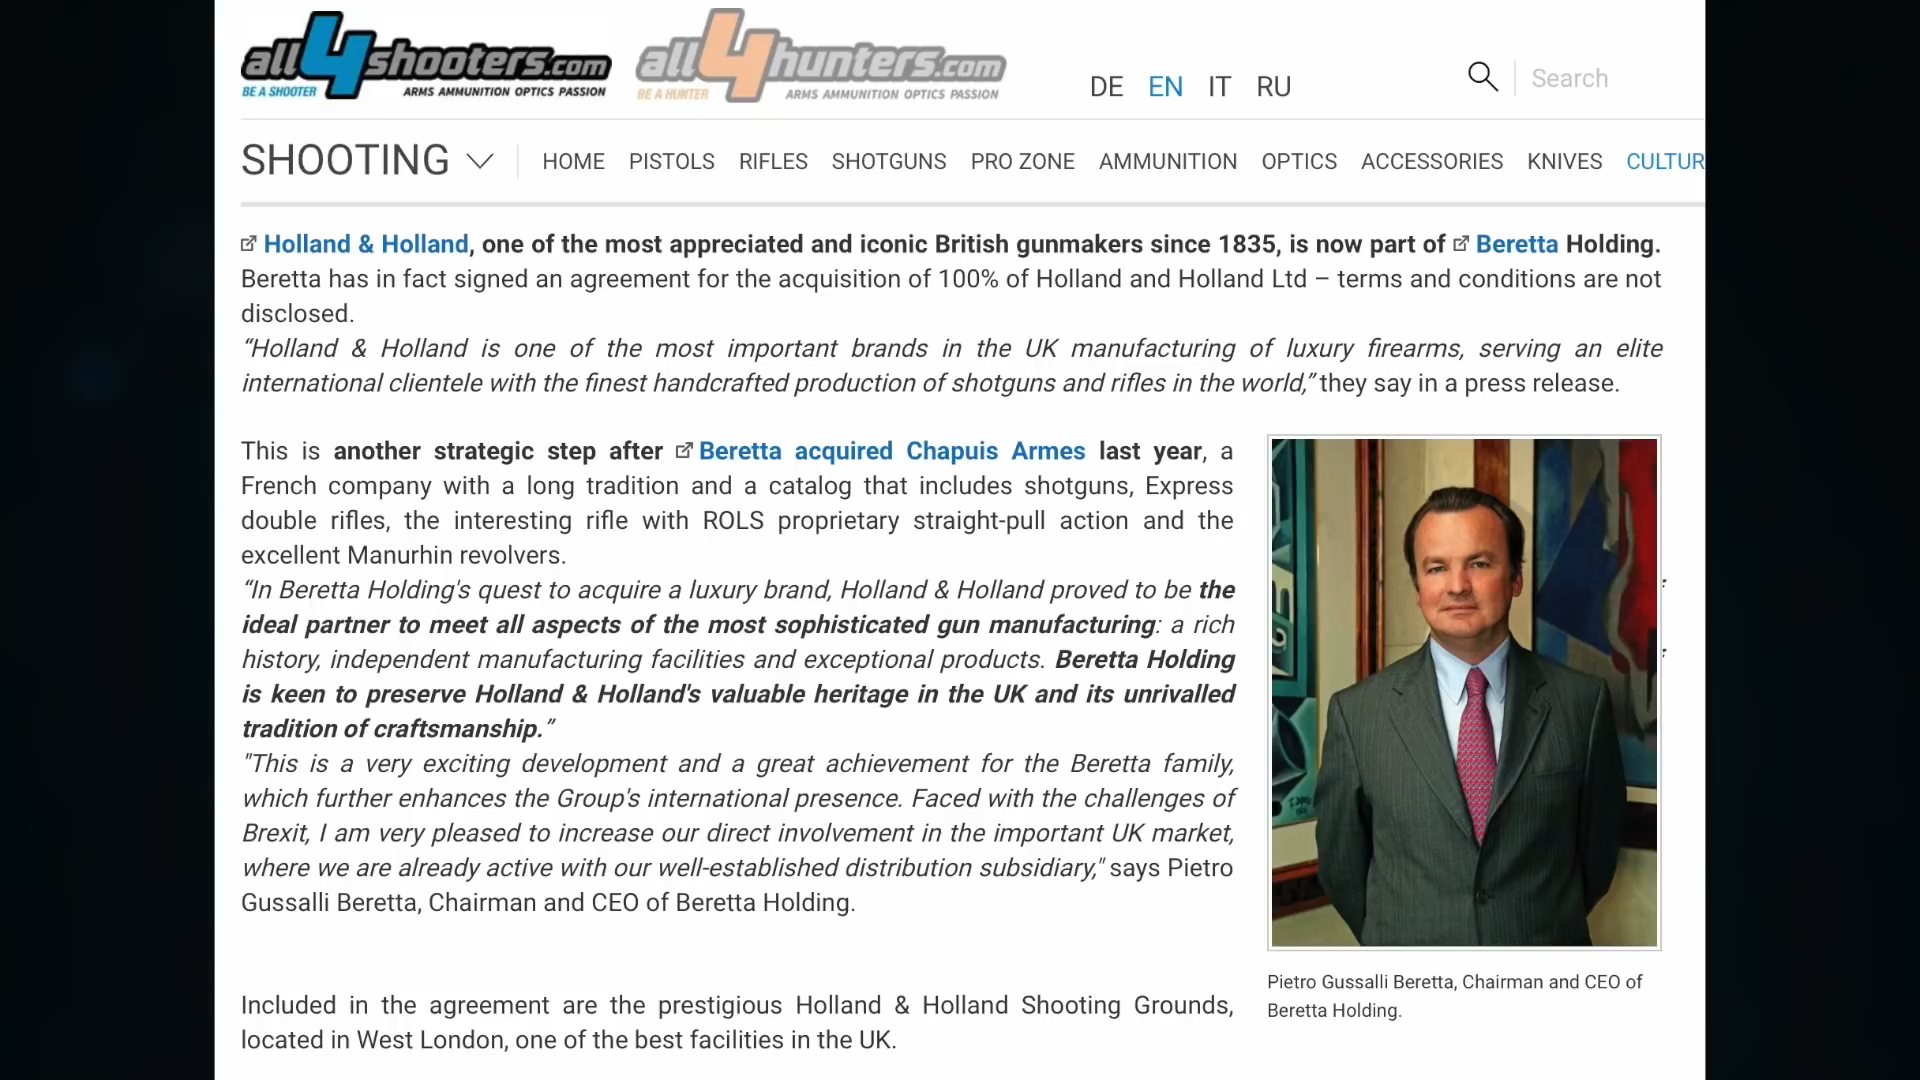 all4shooters.com
BE A SHOOTER ARMS AMMUNITION OPTICS PASSION
all4hunters.com
BE A HUNTER ARMS AMMUNITION OPTICS PASSION
DE EN IT RU
Search
SHOOTING HOME PISTOLS RIFLES SHOTGUNS PRO ZONE AMMUNITION OPTICS ACCESSORIES KNIVES CULTUR
Holland & Holland, one of the most appreciated and iconic British gunmakers since 1835, is now part of Beretta Holding.
Beretta has in fact signed an agreement for the acquisition of 100% of Holland and Holland Ltd – terms and conditions are not
disclosed.
“Holland & Holland is one of the most important brands in the UK manufacturing of luxury firearms, serving an elite
international clientele with the finest handcrafted production of shotguns and rifles in the world,” they say in a press release.
This is another strategic step after Beretta acquired Chapuis Armes last year, a
French company with a long tradition and a catalog that includes shotguns, Express
double rifles, the interesting rifle with ROLS proprietary straight-pull action and the
excellent Manurhin revolvers.
“In Beretta Holding's quest to acquire a luxury brand, Holland & Holland proved to be the
ideal partner to meet all aspects of the most sophisticated gun manufacturing: a rich
history, independent manufacturing facilities and exceptional products. Beretta Holding
is keen to preserve Holland & Holland's valuable heritage in the UK and its unrivalled
tradition of craftsmanship.”
"This is a very exciting development and a great achievement for the Beretta family,
which further enhances the Group's international presence. Faced with the challenges of
Brexit, I am very pleased to increase our direct involvement in the important UK market,
where we are already active with our well-established distribution subsidiary," says Pietro
Gussalli Beretta, Chairman and CEO of Beretta Holding.
Included in the agreement are the prestigious Holland & Holland Shooting Grounds,
located in West London, one of the best facilities in the UK.
Pietro Gussalli Beretta, Chairman and CEO of
Beretta Holding.